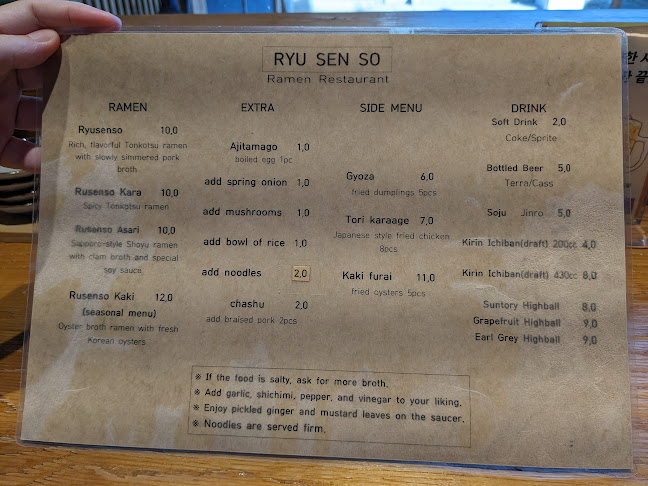 RYU SEN SO
Ramen Restaurant
RAMEN
Ryusenso 10,0
Rich, flavorful Tonkotsu ramen
with slowly simmered pork
broth
Rusenso Kara 10,0
Spicy Tonkotsu ramen
Rusenso Asari 10,0
Sapporo-style Shoyu ramen
with clam broth and special
soy sauce
Rusenso Kaki 12,0
(seasonal menu)
Oyster broth ramen with fresh
Korean oysters
EXTRA
Ajitamago 1,0
boiled egg 1pc
add spring onion 1,0
add mushrooms 1,0
add bowl of rice 1,0
add noodles 2,0
chashu 2,0
add braised pork 2pcs
SIDE MENU
Gyoza 6,0
fried dumplings 5pcs
Tori karaage 7,0
Japanese style fried chicken
8pcs
Kaki furai 11,0
fried oysters 5pcs
DRINK
Soft Drink 2,0
Coke/Sprite
Bottled Beer 5,0
Terra/Cass
Soju Jinro 5,0
Kirin Ichiban(draft) 200cc 4,0
Kirin Ichiban(draft) 430cc 8,0
Suntory Highball 8,0
Grapefruit Highball 9,0
Earl Grey Highball 9,0
※ If the food is salty, ask for more broth.
※ Add garlic, shichimi, pepper, and vinegar to your liking.
※ Enjoy pickled ginger and mustard leaves on the saucer.
※ Noodles are served firm.